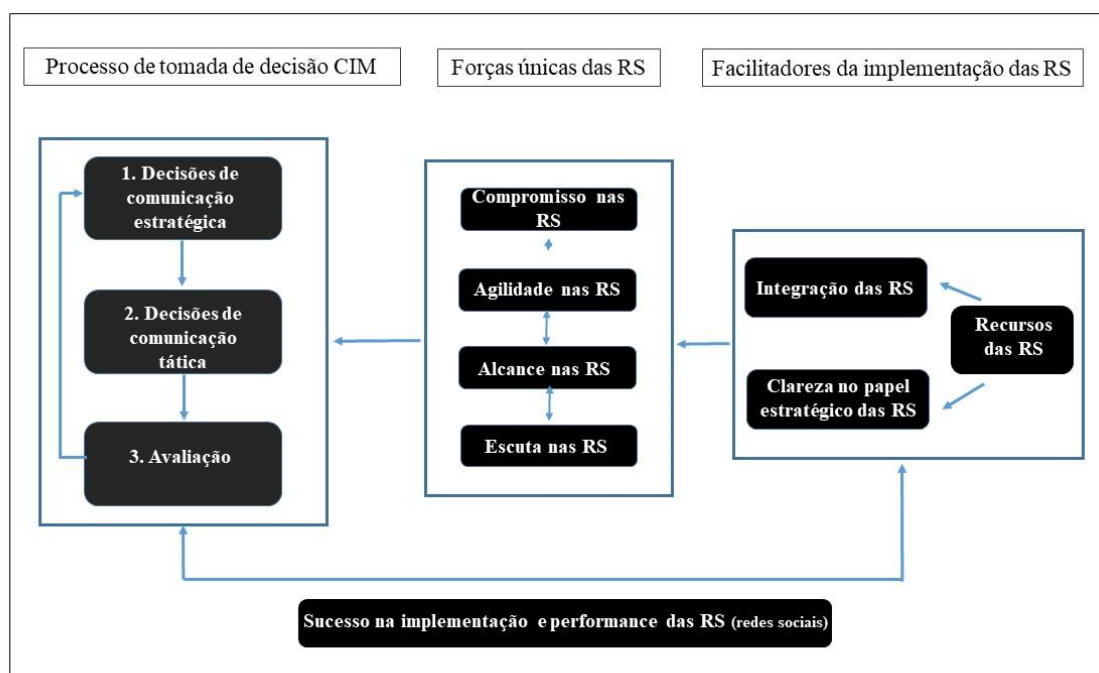 Processo de tomada de decisão CIM
Forças únicas das RS
Facilitadores da implementação das RS
1. Decisões de
comunicação
estratégica
2. Decisões de
comunicação
tática
3. Avaliação
Compromisso nas
RS
Agilidade nas RS
Alcance nas RS
Escuta nas RS
Integração das RS
Clareza no papel
estratégico das RS
Recursos
das RS
Sucesso na implementação e performance das RS (redes sociais)